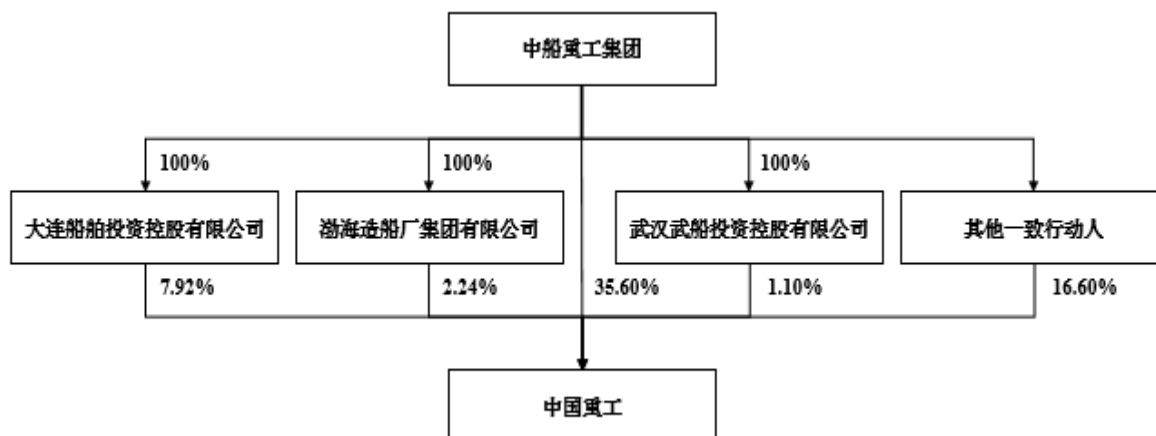 中船重工集团
100%
100%
100%
大连船舶投资控股有限公司
渤海造船厂集团有限公司
武汉武船投资控股有限公司
其他一致行动人
7.92%
2.24%
35.60%
1.10%
16.60%
中国重工